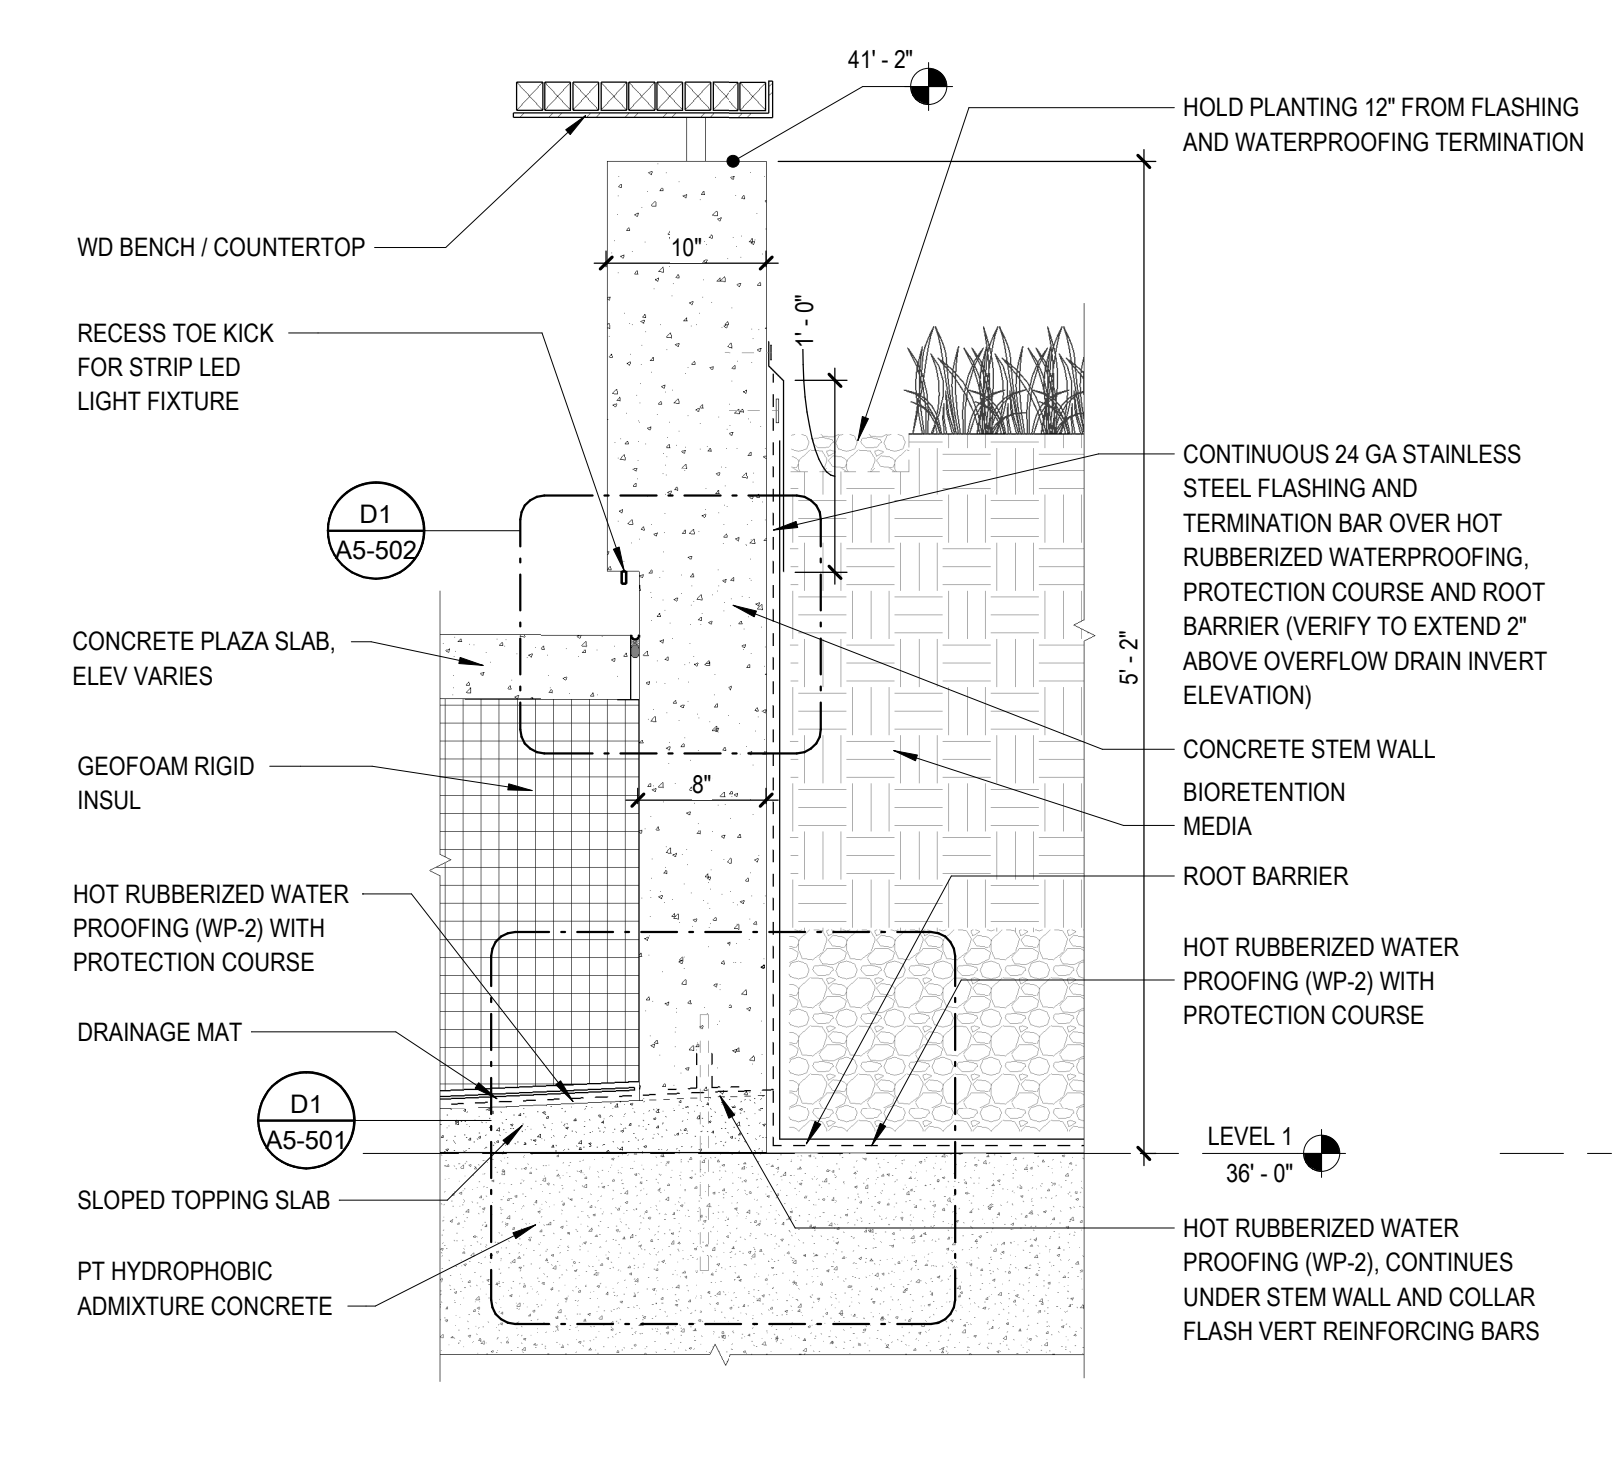 41' - 2"
HOLD PLANTING 12" FROM FLASHING
AND WATERPROOFING TERMINATION
WD BENCH / COUNTERTOP
10"
RECESS TOE KICK
FOR STRIP LED
LIGHT FIXTURE
1' - 0"
CONTINUOUS 24 GA STAINLESS
STEEL FLASHING AND
TERMINATION BAR OVER HOT
RUBBERIZED WATERPROOFING,
PROTECTION COURSE AND ROOT
BARRIER (VERIFY TO EXTEND 2"
ABOVE OVERFLOW DRAIN INVERT
ELEVATION)
D1
A5-502
CONCRETE PLAZA SLAB,
ELEV VARIES
5' - 2"
CONCRETE STEM WALL
GEOFOAM RIGID
INSUL
8"
BIORETENTION
MEDIA
ROOT BARRIER
HOT RUBBERIZED WATER
PROOFING (WP-2) WITH
PROTECTION COURSE
HOT RUBBERIZED WATER
PROOFING (WP-2) WITH
PROTECTION COURSE
DRAINAGE MAT
D1
A5-501
LEVEL 1
36' - 0"
SLOPED TOPPING SLAB
HOT RUBBERIZED WATER
PROOFING (WP-2), CONTINUES
UNDER STEM WALL AND COLLAR
FLASH VERT REINFORCING BARS
PT HYDROPHOBIC
ADMIXTURE CONCRETE